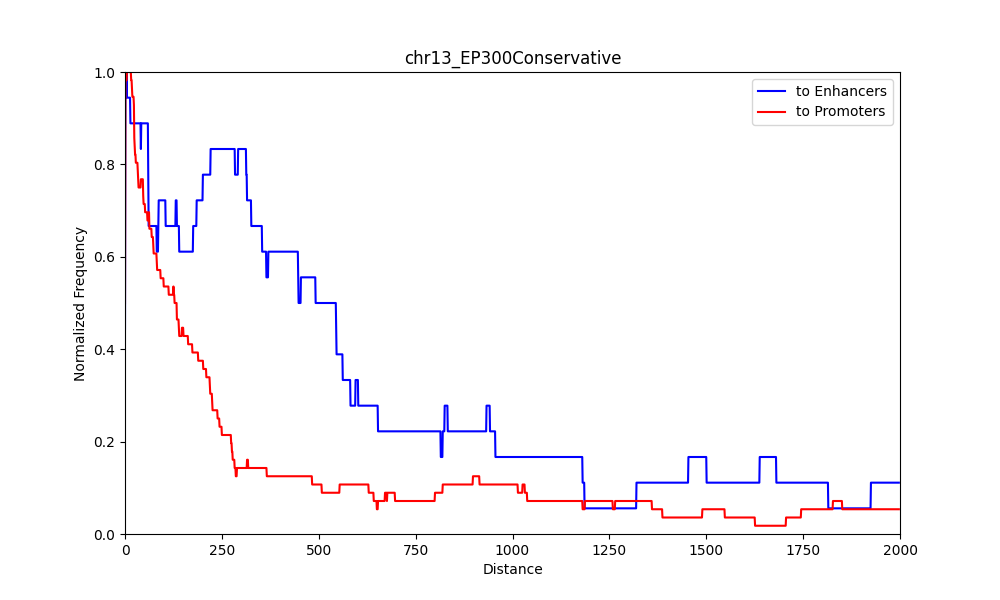 chr13_EP300Conservative
to Enhancers
to Promoters
1.0
0.8
0.6
0.4
0.2
0.0
Normalized Frequency
0 250 500 750 1000 1250 1500 1750 2000
Distance